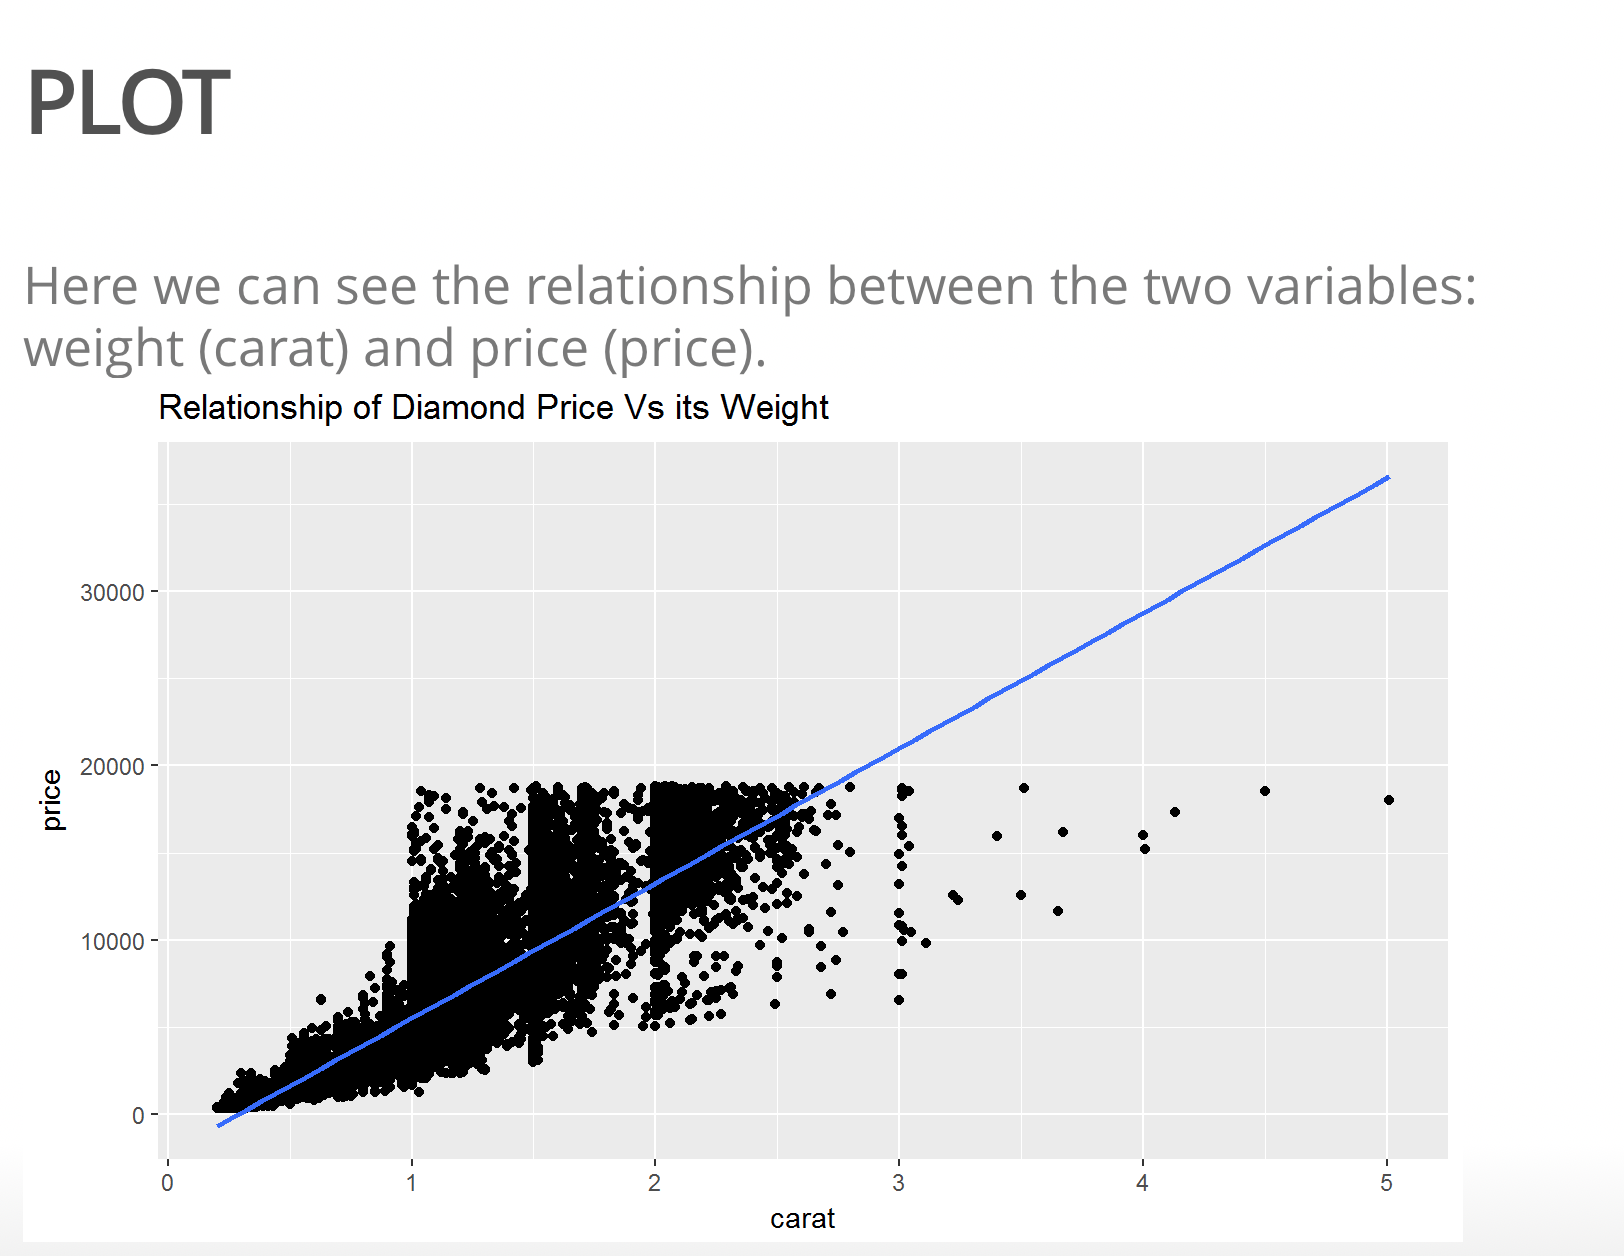 PLOT
Here we can see the relationship between the two variables:
weight (carat) and price (price).
Relationship of Diamond Price Vs its Weight
30000
20000
10000
0
price
0 1 2 3 4 5
carat